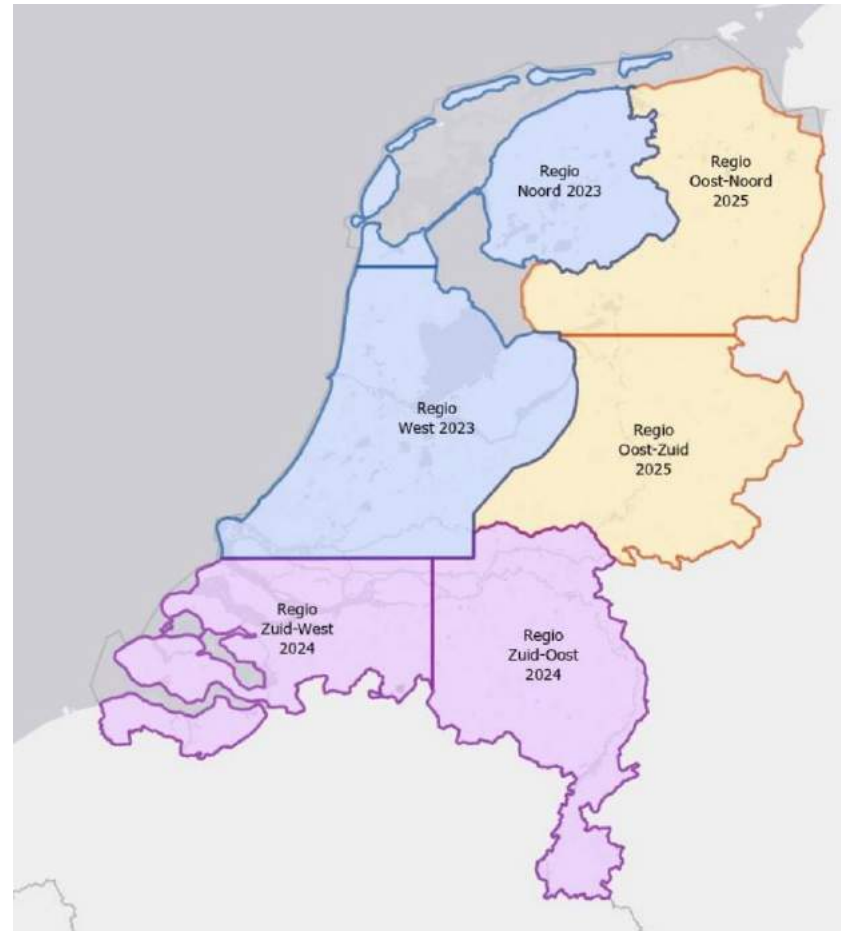 Regio
Noord 2023
Regio
Oost-Noord
2025
Regio
West 2023
Regio
Oost-Zuid
2025
Regio
Zuid-West
2024
Regio
Zuid-Oost
2024